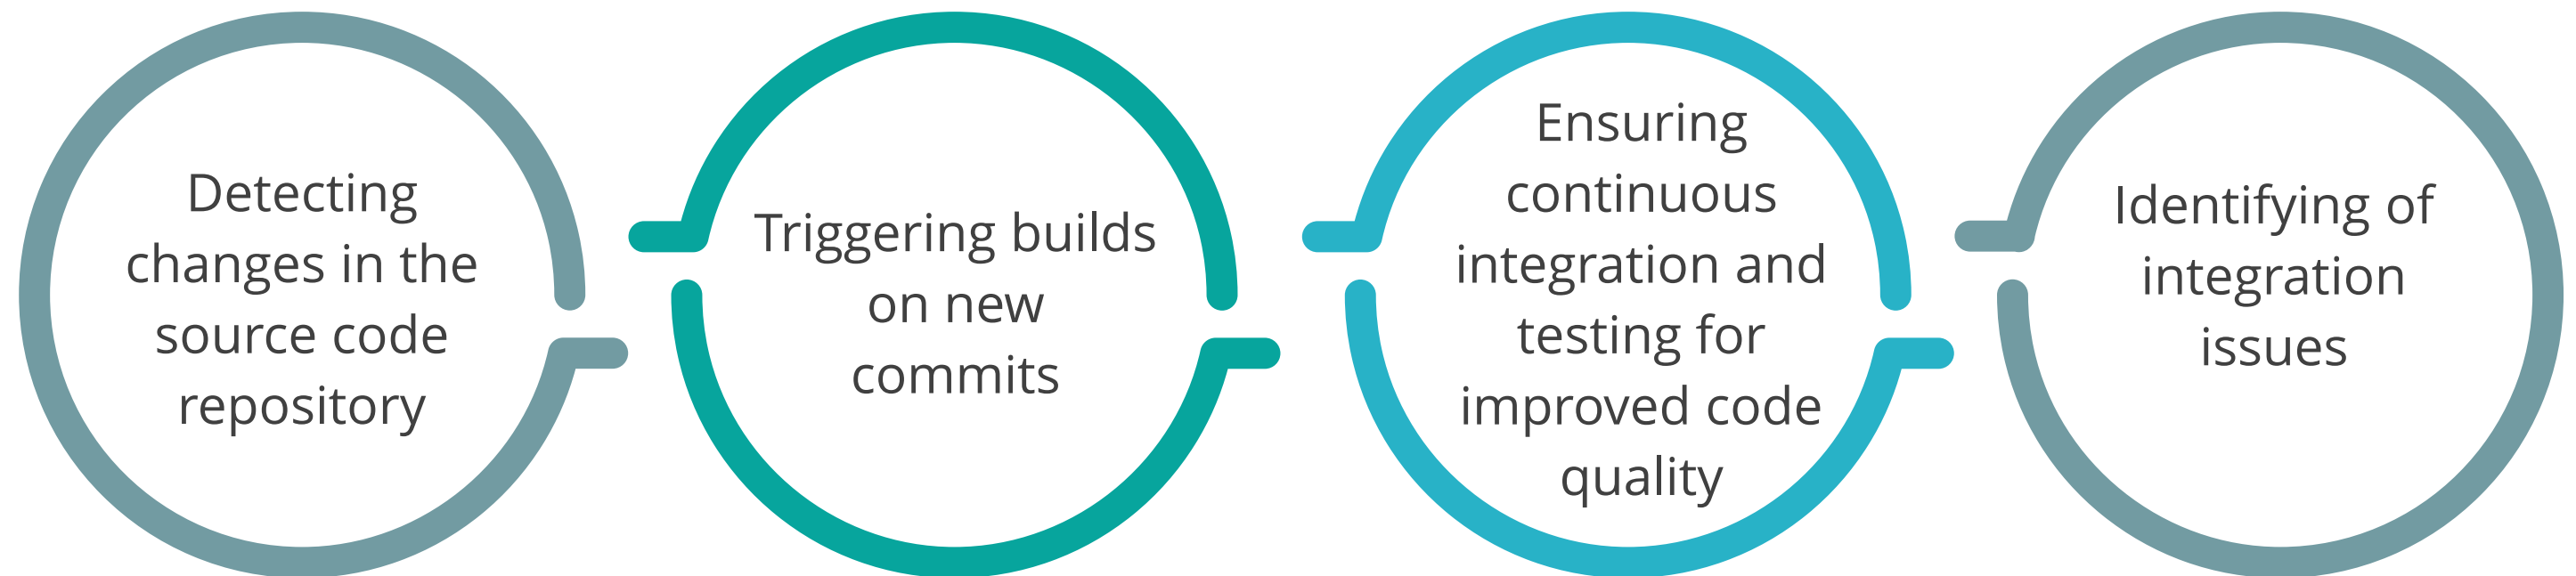 Detecting
changes in the
source code
repository
Triggering builds
on new
commits
Ensuring
continuous
integration and
testing for
improved code
quality
Identifying of
integration
issues